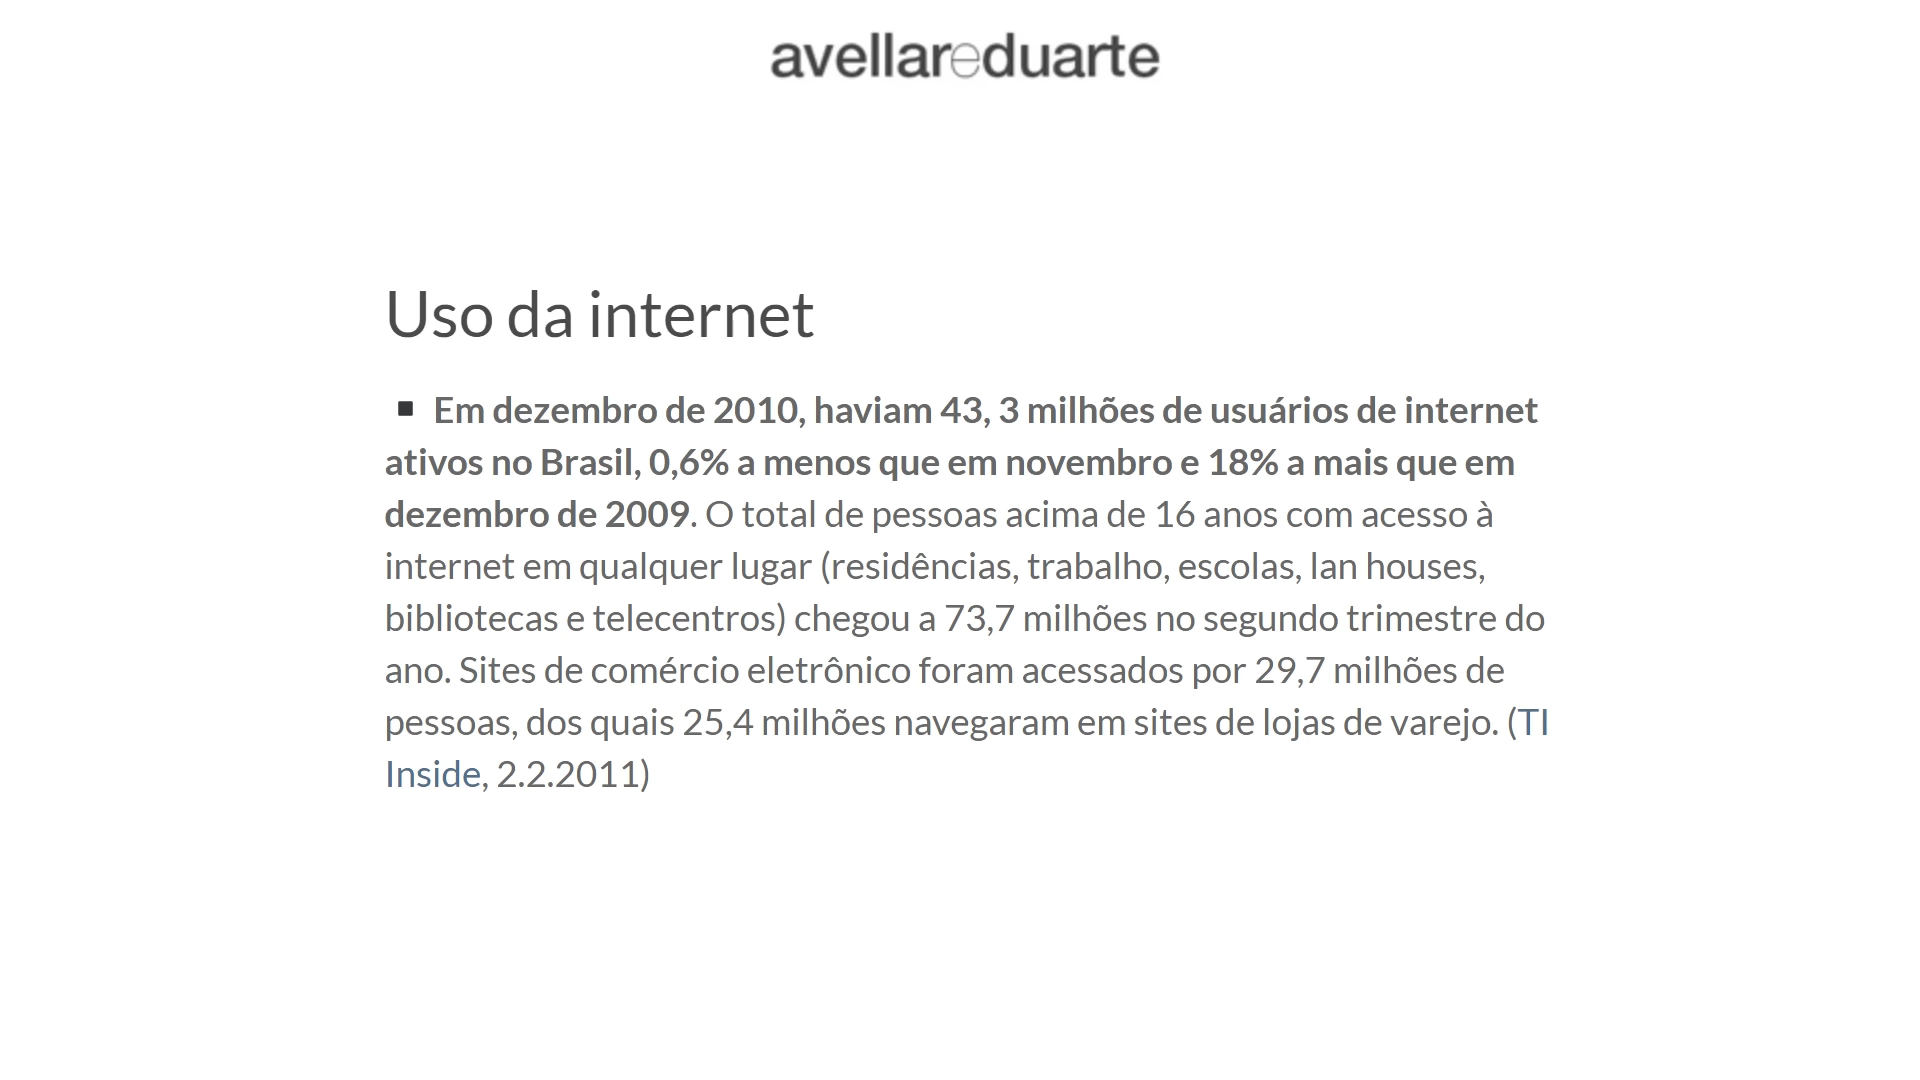 avellareduarte
Uso da internet
▪ Em dezembro de 2010, haviam 43, 3 milhões de usuários de internet
ativos no Brasil, 0,6% a menos que em novembro e 18% a mais que em
dezembro de 2009. O total de pessoas acima de 16 anos com acesso à
internet em qualquer lugar (residências, trabalho, escolas, lan houses,
bibliotecas e telecentros) chegou a 73,7 milhões no segundo trimestre do
ano. Sites de comércio eletrônico foram acessados por 29,7 milhões de
pessoas, dos quais 25,4 milhões navegaram em sites de lojas de varejo. (TI
Inside, 2.2.2011)